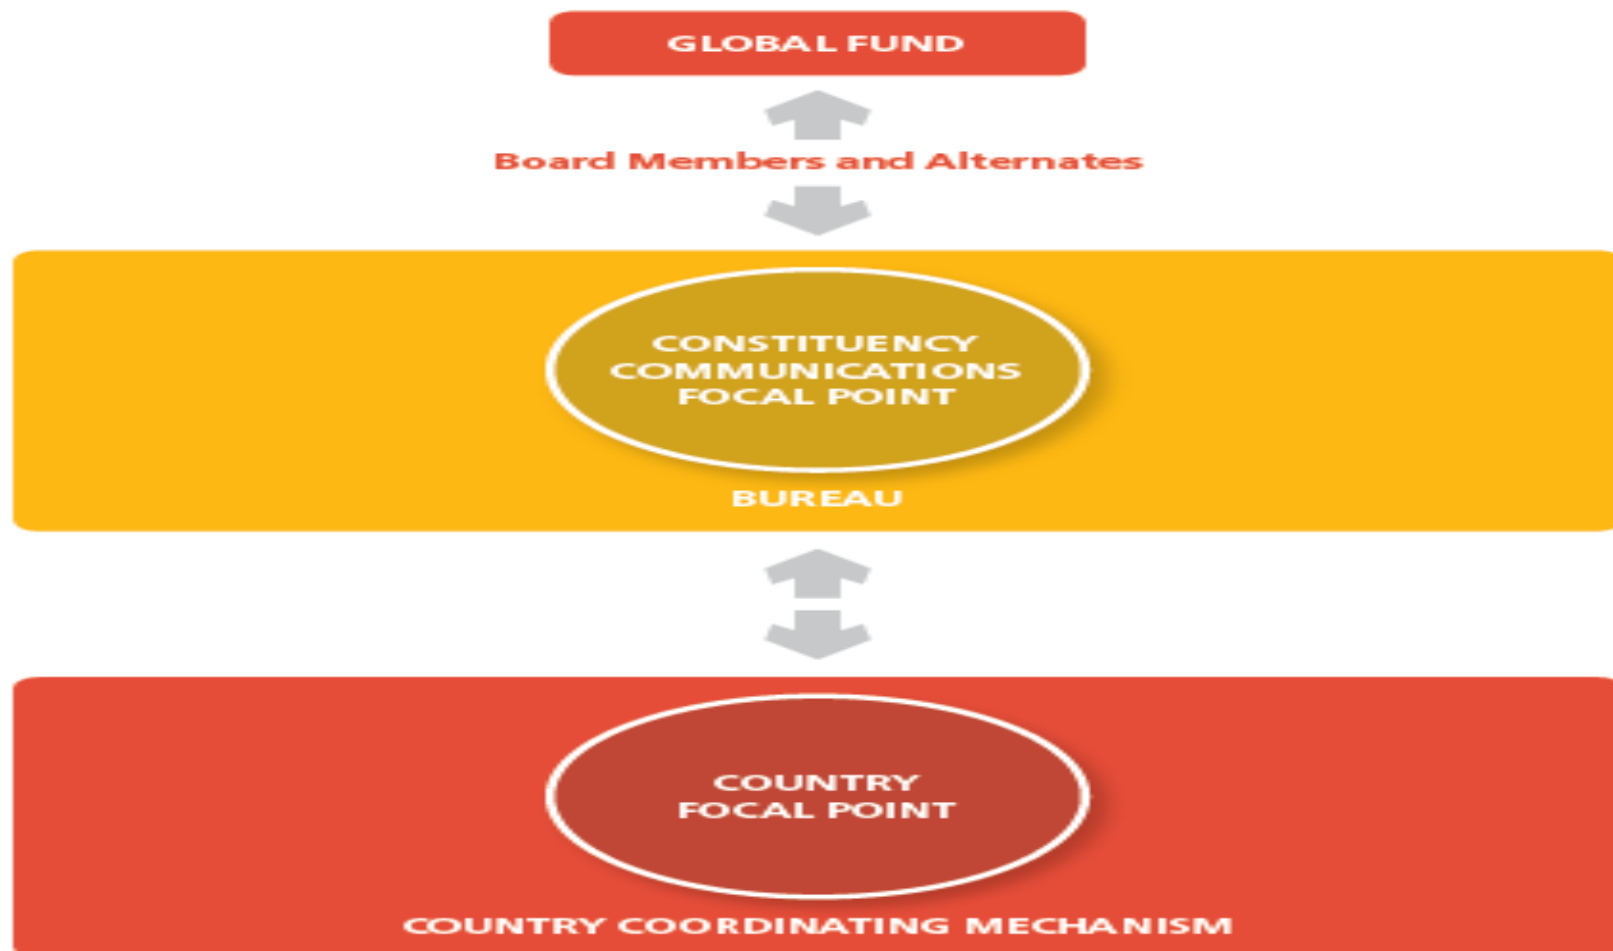 GLOBAL FUND
Board Members and Alternates
CONSTITUENCY
COMMUNICATIONS
FOCAL POINT
BUREAU
COUNTRY
FOCAL POINT
COUNTRY COORDINATING MECHANISM